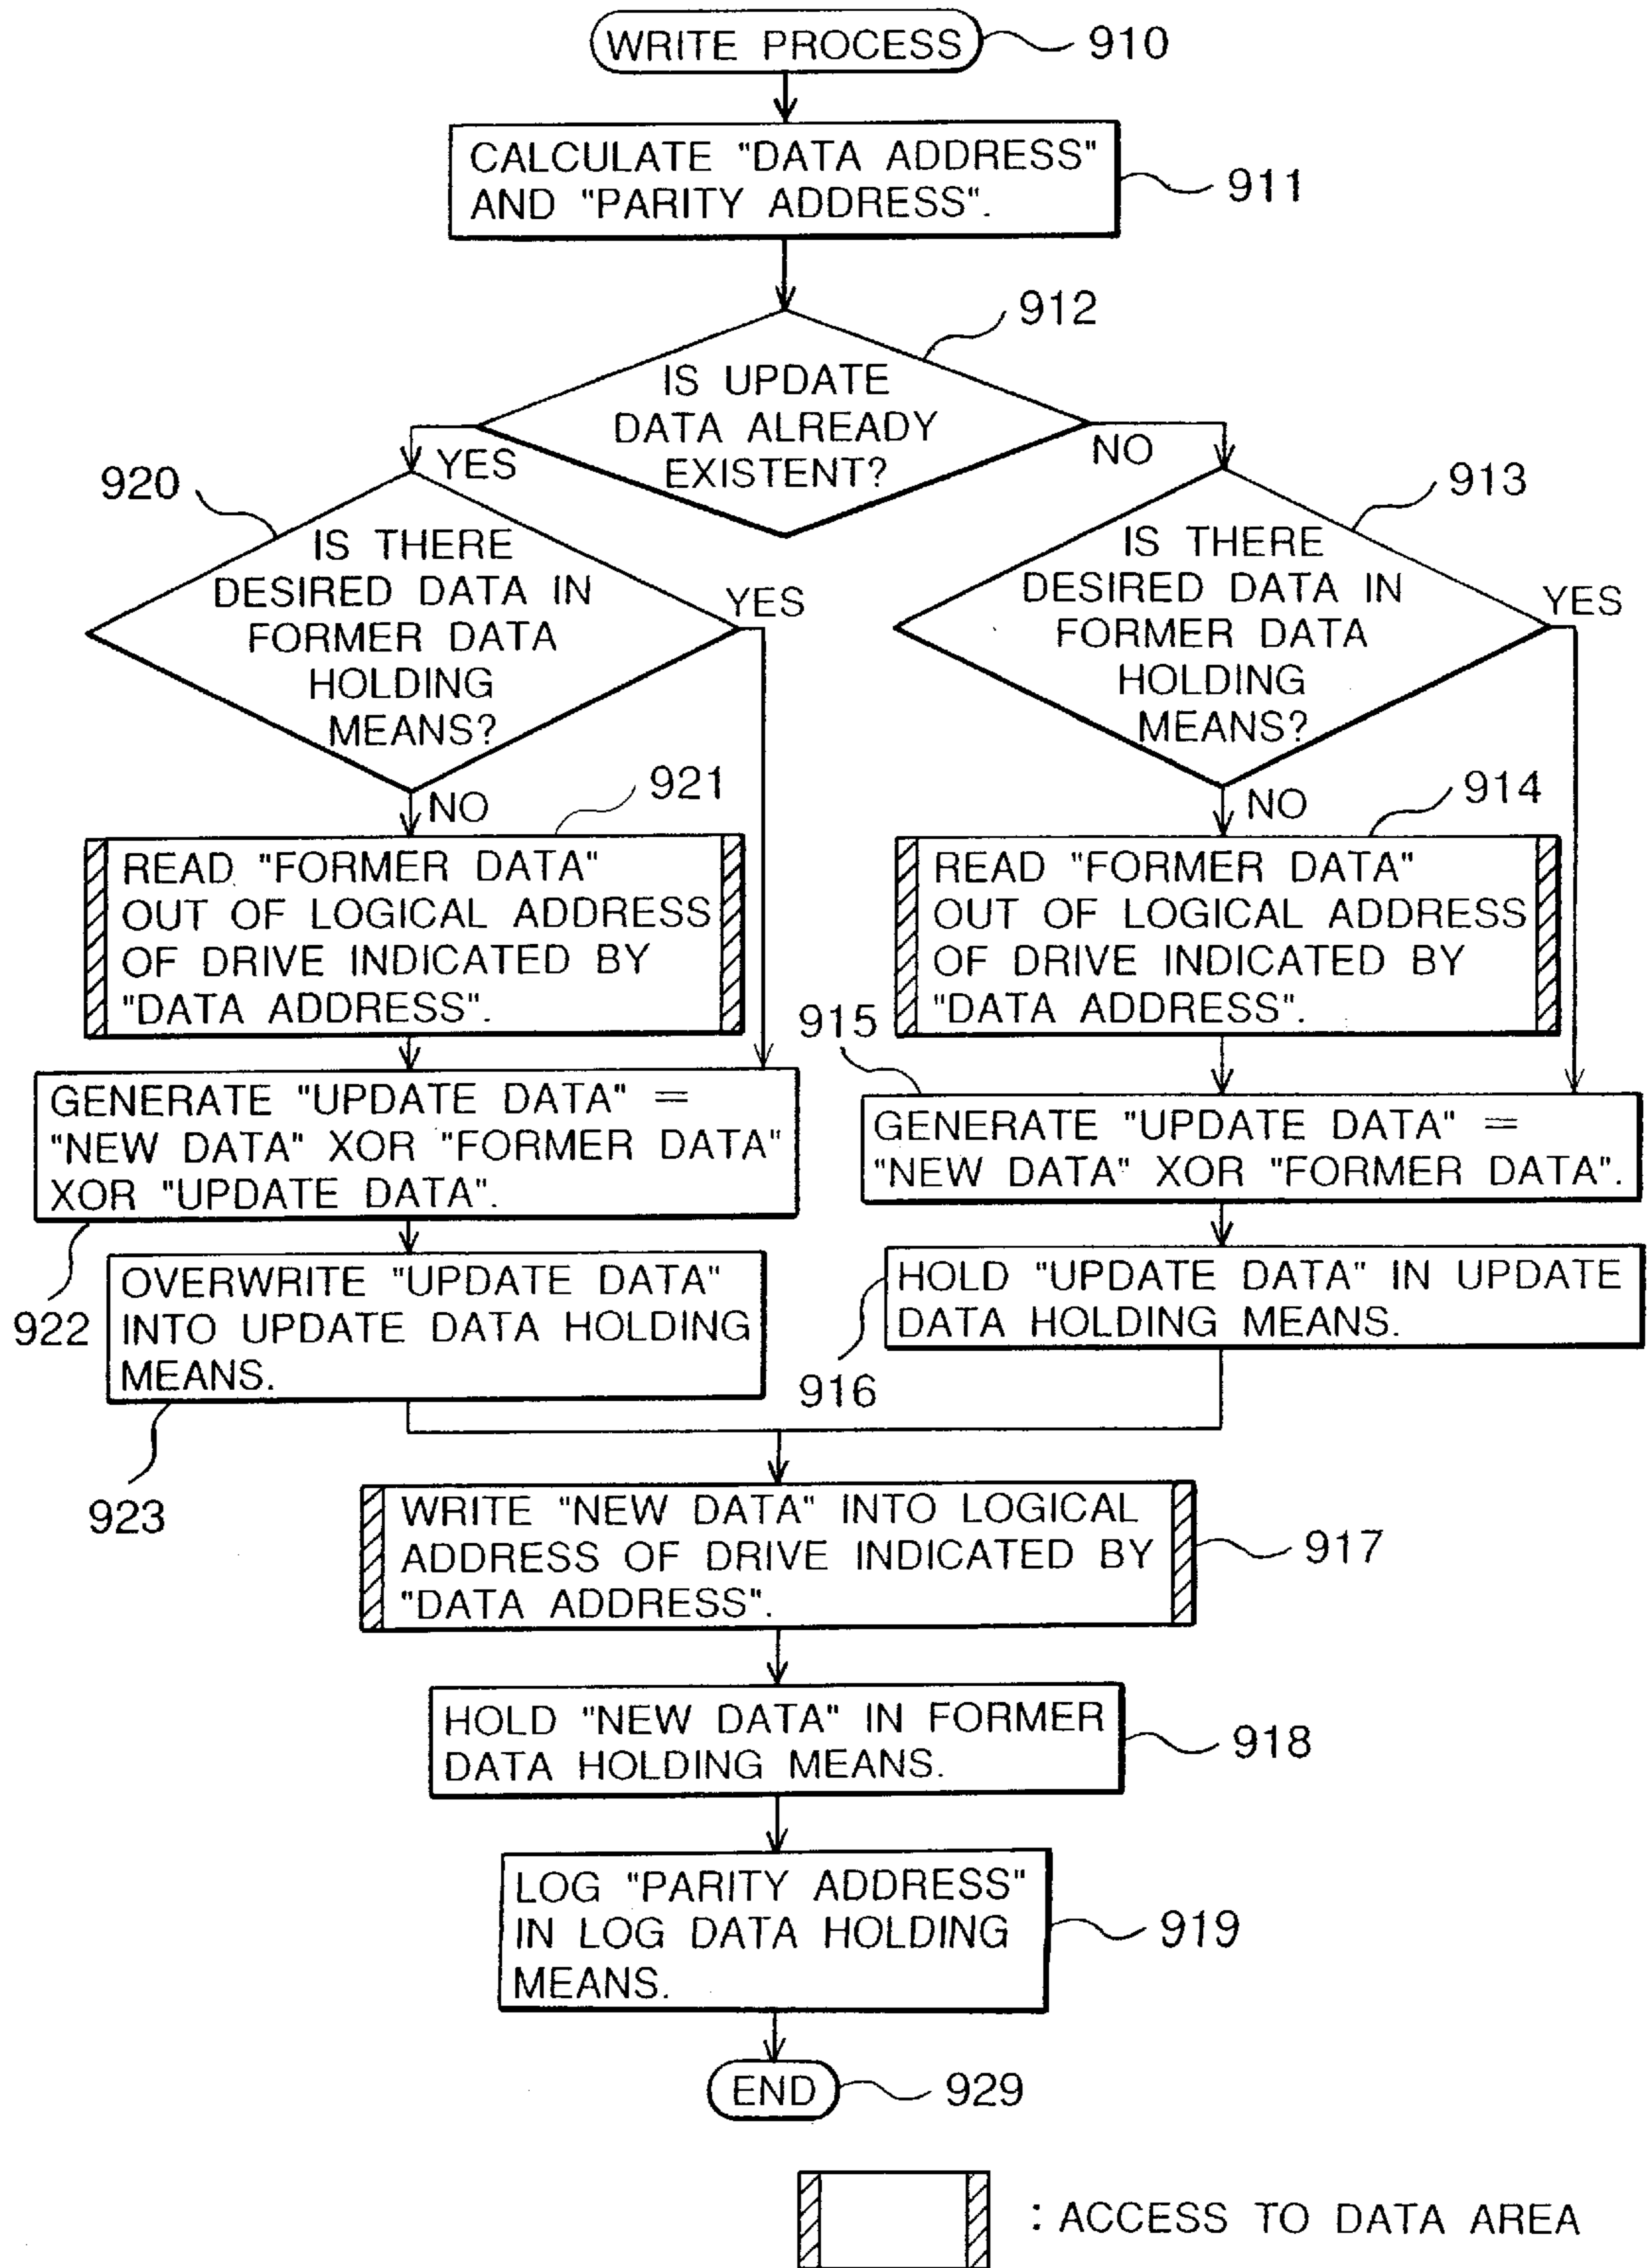 WRITE PROCESS
910
CALCULATE "DATA ADDRESS"
AND "PARITY ADDRESS".
911
912
IS UPDATE
DATA ALREADY
EXISTENT?
YES
NO
920
IS THERE
DESIRED DATA IN
FORMER DATA
HOLDING
MEANS?
YES
NO
913
IS THERE
DESIRED DATA IN
FORMER DATA
HOLDING
MEANS?
YES
NO
921
READ "FORMER DATA"
OUT OF LOGICAL ADDRESS
OF DRIVE INDICATED BY
"DATA ADDRESS".
914
READ "FORMER DATA"
OUT OF LOGICAL ADDRESS
OF DRIVE INDICATED BY
"DATA ADDRESS".
GENERATE "UPDATE DATA" =
"NEW DATA" XOR "FORMER DATA"
XOR "UPDATE DATA".
922
915
GENERATE "UPDATE DATA" =
"NEW DATA" XOR "FORMER DATA".
OVERWRITE "UPDATE DATA"
INTO UPDATE DATA HOLDING
MEANS.
923
HOLD "UPDATE DATA" IN UPDATE
DATA HOLDING MEANS.
916
WRITE "NEW DATA" INTO LOGICAL
ADDRESS OF DRIVE INDICATED BY
"DATA ADDRESS".
917
HOLD "NEW DATA" IN FORMER
DATA HOLDING MEANS.
918
LOG "PARITY ADDRESS"
IN LOG DATA HOLDING
MEANS.
919
END
929
: ACCESS TO DATA AREA